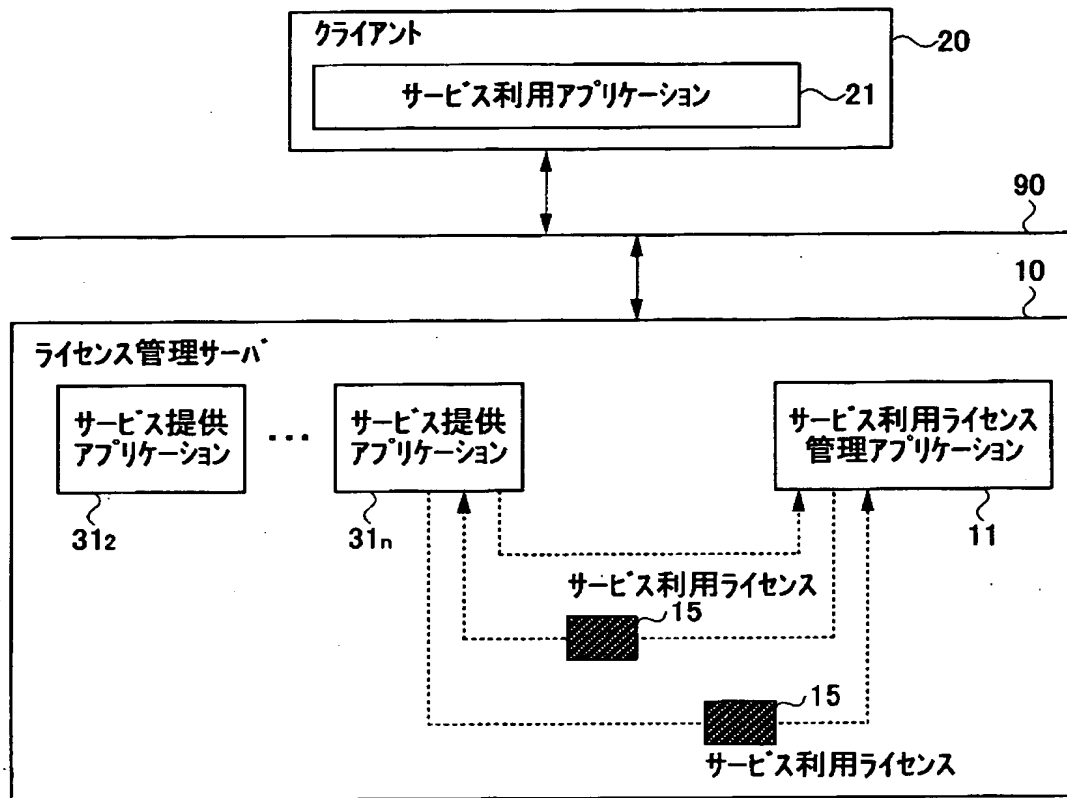 クライアント
20
サービス利用アプリケーション
21
90
10
ライセンス管理サーバ
サービス提供
アプリケーション
31₂
...
サービス提供
アプリケーション
31ₙ
サービス利用ライセンス
管理アプリケーション
11
サービス利用ライセンス
15
15
サービス利用ライセンス